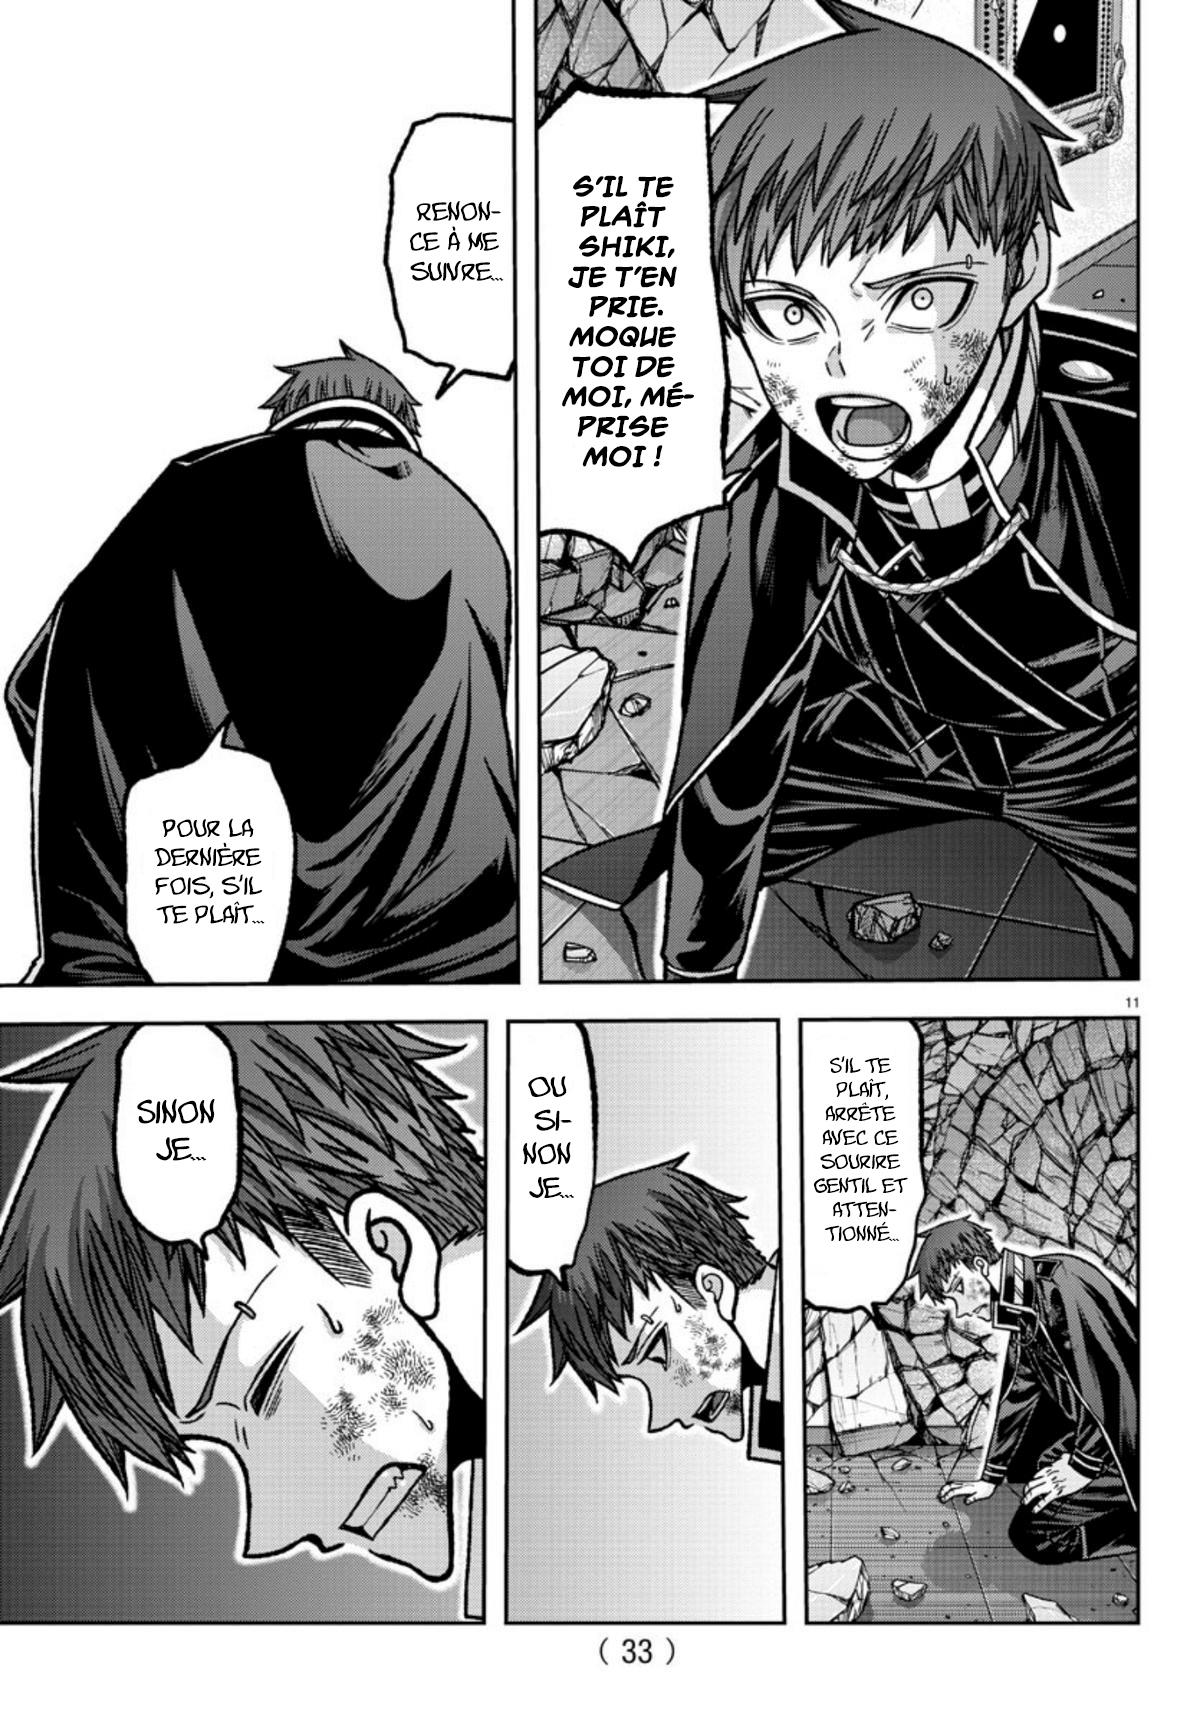 S'IL TE
PLAÎT
SHIKI,
JE T'EN
PRIE.
MOQUE
TOI DE
MOI, MÉ-
PRISE
MOI !
RENON-
CE À ME
SUIVRE...
POUR LA
DERNIÈRE
FOIS, S'IL
TE PLAÎT...
11
S'IL TE
PLAÎT,
ARRÊTE
AVEC CE
SOURIRE
GENTIL ET
ATTEN-
TIONNÉ...
OU
SI-
NON
JE...
SINON
JE...
( 33 )